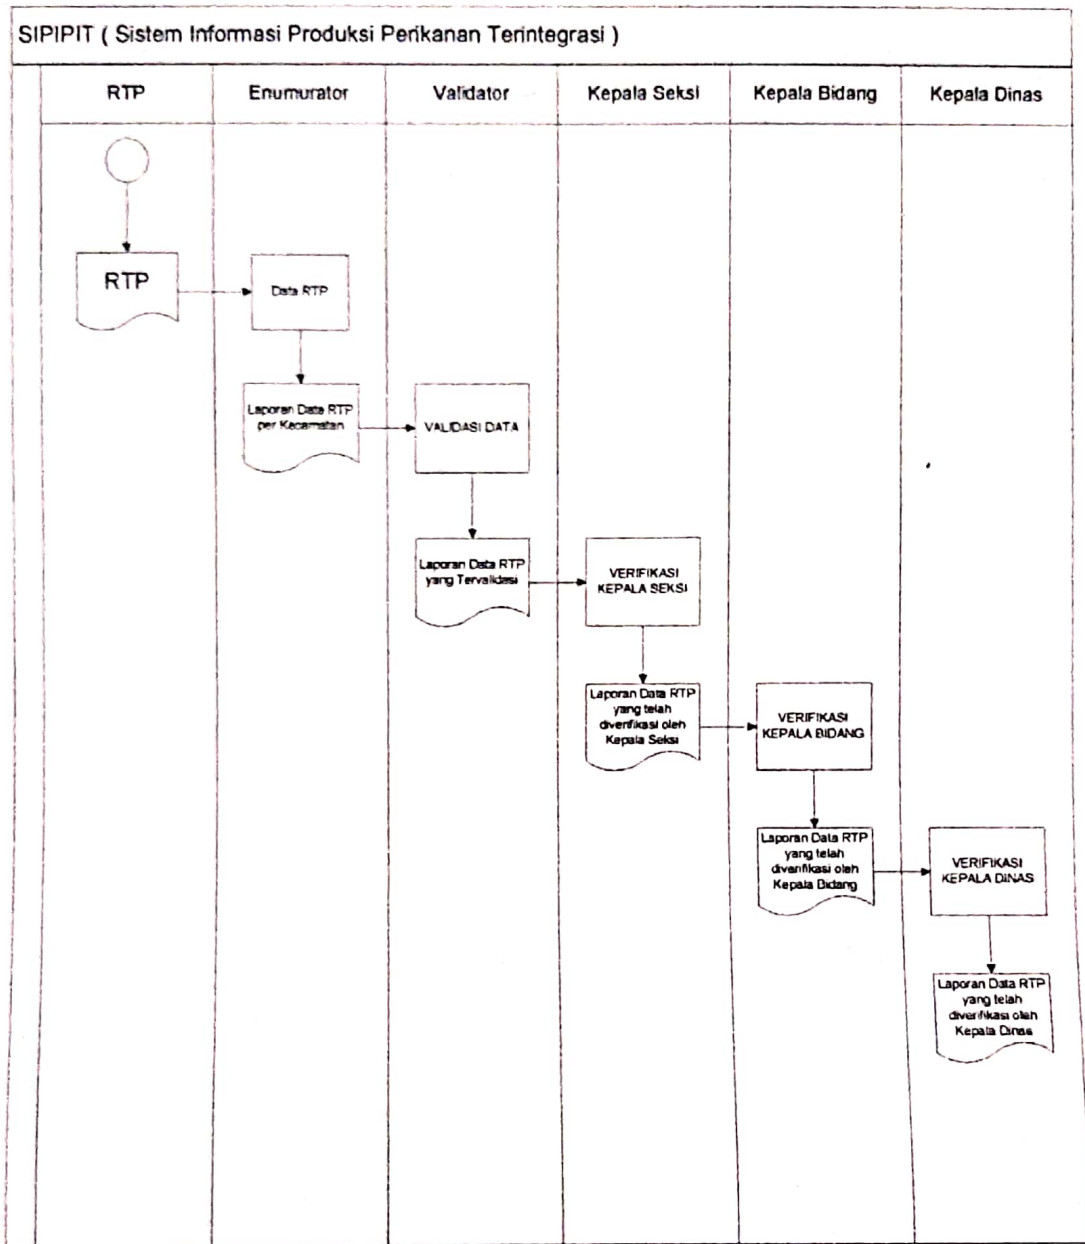 SIPIPIT ( Sistem Informasi Produksi Perikanan Terintegrasi )
RTP
Enumurator
Validator
Kepala Seksi
Kepala Bidang
Kepala Dinas
RTP
Data RTP
Laporan Data RTP
per Kecamatan
VALIDASI DATA
Laporan Data RTP
yang Tervalidasi
VERIFIKASI
KEPALA SEKSI
Laporan Data RTP
yang telah
diverifikasi oleh
Kepala Seksi
VERIFIKASI
KEPALA BIDANG
Laporan Data RTP
yang telah
diverifikasi oleh
Kepala Bidang
VERIFIKASI
KEPALA DINAS
Laporan Data RTP
yang telah
diverifikasi oleh
Kepala Dinas